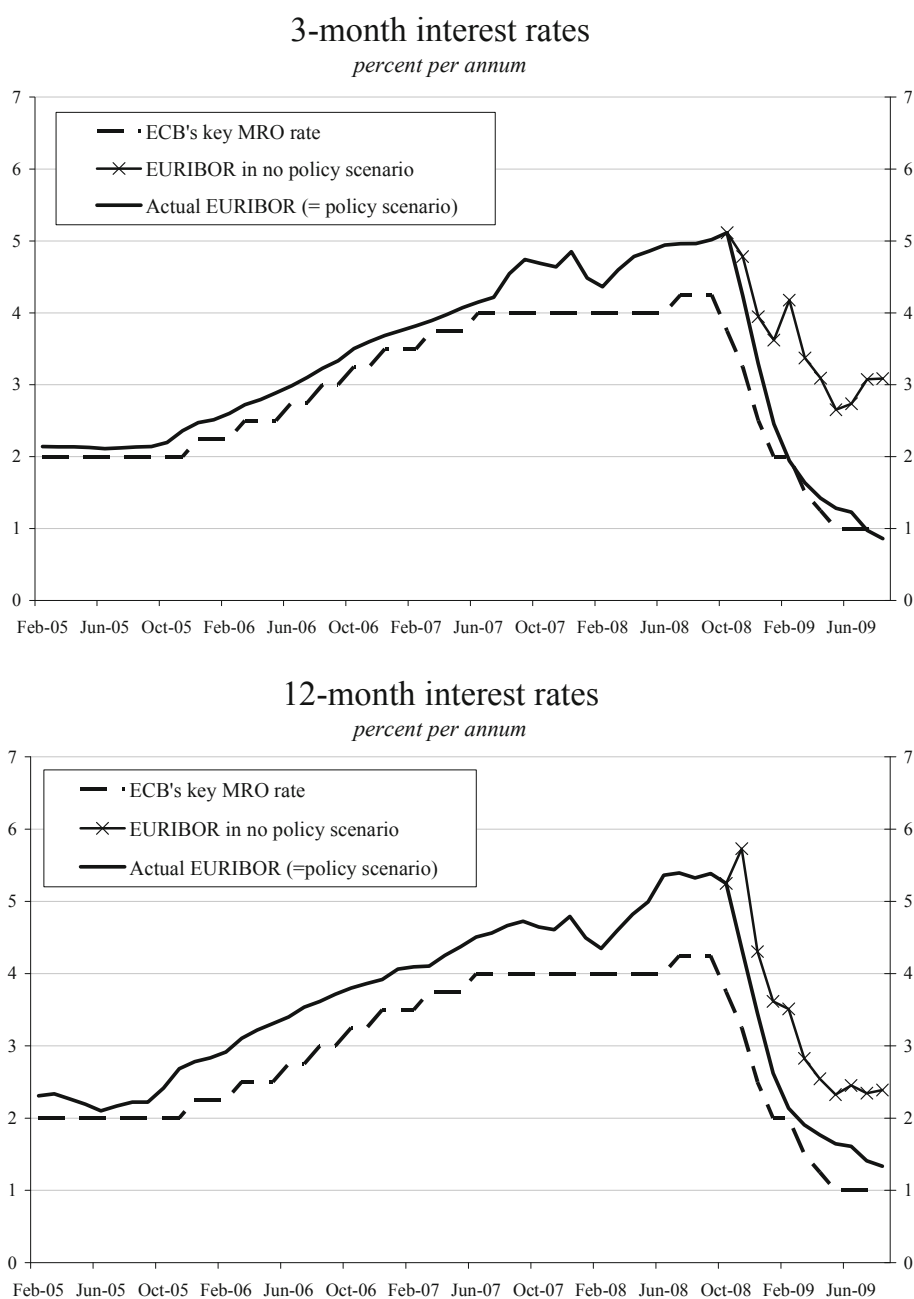 3-month interest rates
percent per annum
7 7
ECB's key MRO rate
6 EURIBOR in no policy scenario 6
Actual EURIBOR (= policy scenario)
5 5
4 4
3 3
2 2
1 1
0 0
Feb-05 Jun-05 Oct-05 Feb-06 Jun-06 Oct-06 Feb-07 Jun-07 Oct-07 Feb-08 Jun-08 Oct-08 Feb-09 Jun-09
12-month interest rates
percent per annum
7 7
ECB's key MRO rate
6 EURIBOR in no policy scenario 6
Actual EURIBOR (=policy scenario)
5 5
4 4
3 3
2 2
1 1
0 0
Feb-05 Jun-05 Oct-05 Feb-06 Jun-06 Oct-06 Feb-07 Jun-07 Oct-07 Feb-08 Jun-08 Oct-08 Feb-09 Jun-09